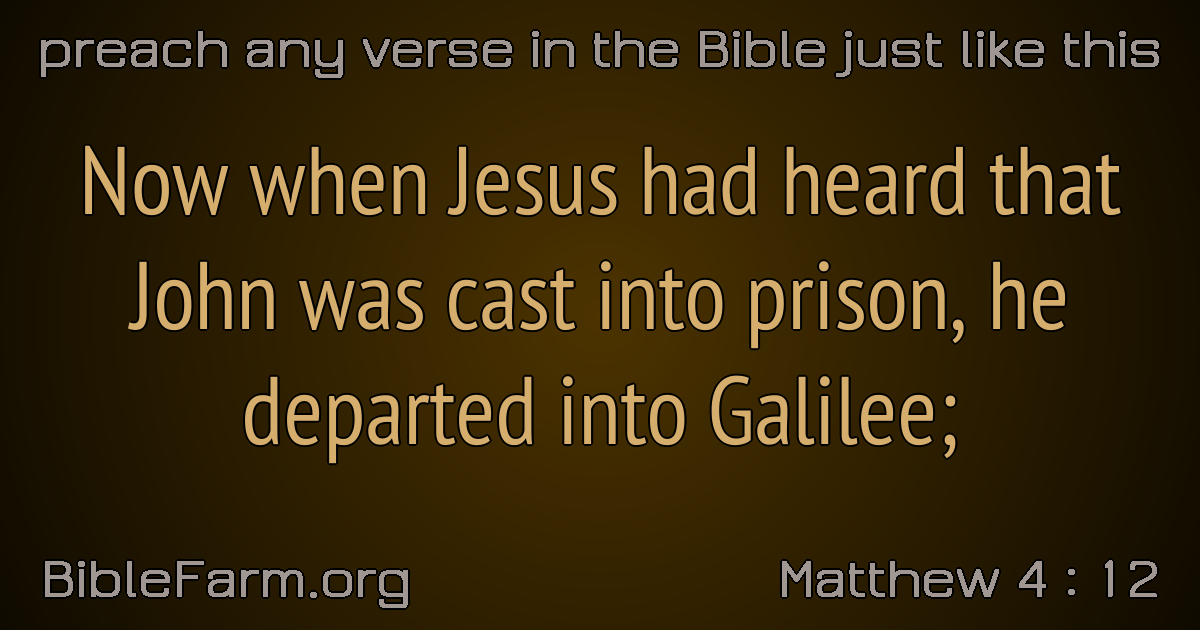 preach any verse in the Bible just like this
Now when Jesus had heard that
John was cast into prison, he
departed into Galilee;
BibleFarm.org
Matthew 4 : 12